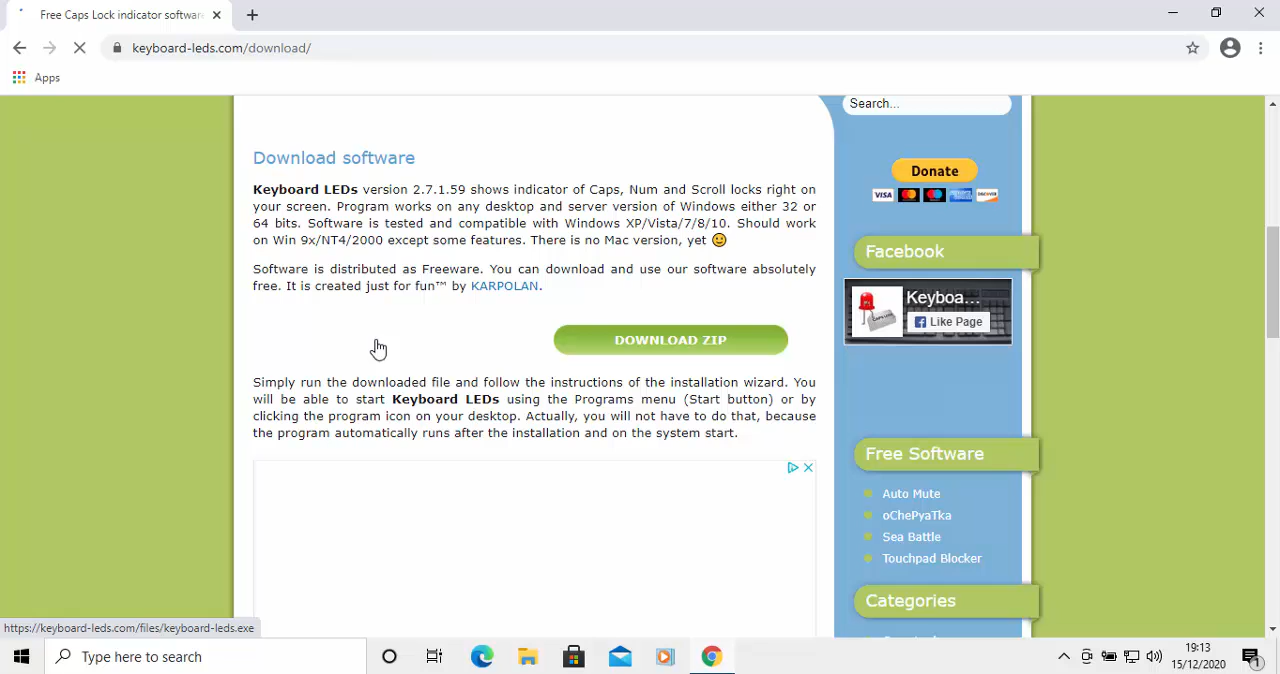 Free Caps Lock indicator software
keyboard-leds.com/download/
Apps
Search...
Download software
Keyboard LEDs version 2.7.1.59 shows indicator of Caps, Num and Scroll locks right on
your screen. Program works on any desktop and server version of Windows either 32 or
64 bits. Software is tested and compatible with Windows XP/Vista/7/8/10. Should work
on Win 9x/NT4/2000 except some features. There is no Mac version, yet
Software is distributed as Freeware. You can download and use our software absolutely
free. It is created just for fun™ by KARPOLAN.
DOWNLOAD ZIP
Simply run the downloaded file and follow the instructions of the installation wizard. You
will be able to start Keyboard LEDs using the Programs menu (Start button) or by
clicking the program icon on your desktop. Actually, you will not have to do that, because
the program automatically runs after the installation and on the system start.
Donate
VISA
DISCOVER
Facebook
Keyboa...
CAPS LOCK
Like Page
Free Software
Auto Mute
oChePyaTka
Sea Battle
Touchpad Blocker
Categories
https://keyboard-leds.com/files/keyboard-leds.exe
Type here to search
19:13
15/12/2020
1